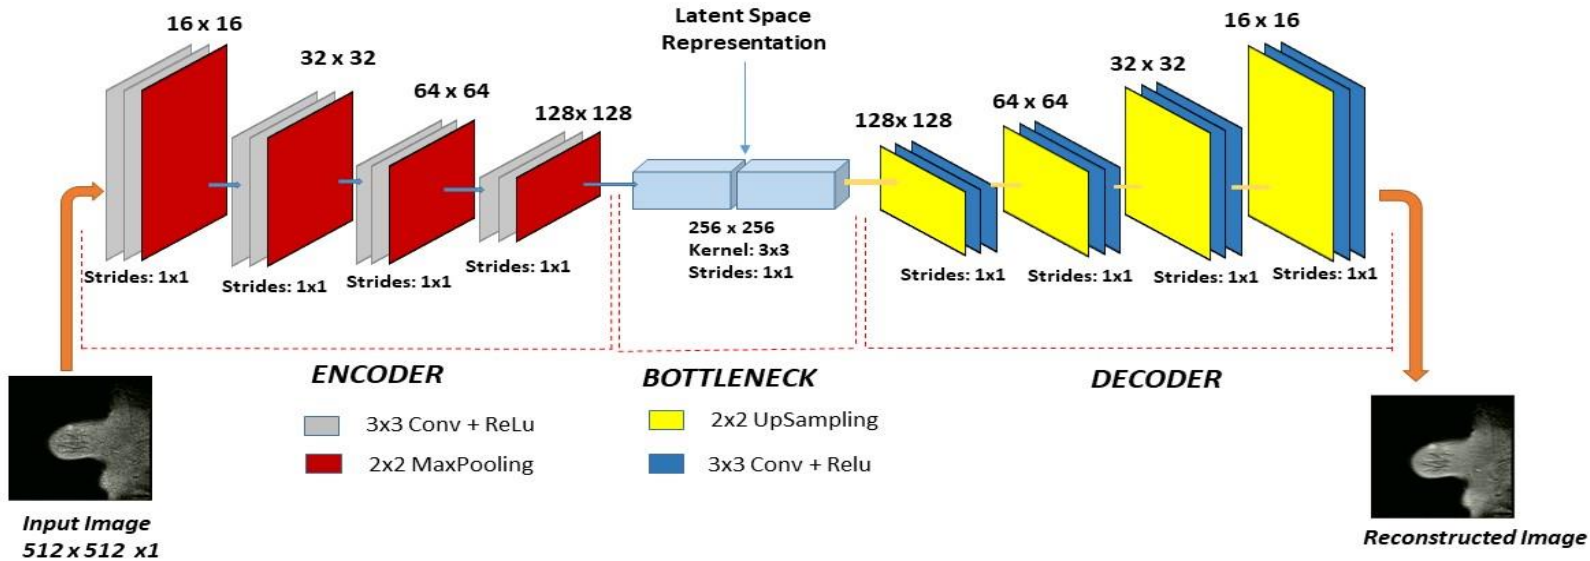 16 x 16
32 x 32
64 x 64
128x 128
Latent Space
Representation
128x 128
64 x 64
32 x 32
16 x 16
Strides: 1x1
Strides: 1x1
Strides: 1x1
Strides: 1x1
256 x 256
Kernel: 3x3
Strides: 1x1
Strides: 1x1
Strides: 1x1
Strides: 1x1
Strides: 1x1
ENCODER
BOTTLENECK
DECODER
3x3 Conv + ReLu
2x2 MaxPooling
2x2 UpSampling
3x3 Conv + Relu
Input Image
512 x 512 x1
Reconstructed Image